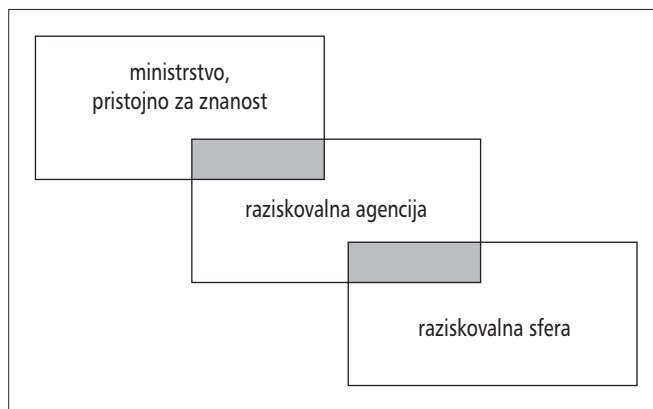 ministrstvo,
pristojno za znanost
raziskovalna agencija
raziskovalna sfera